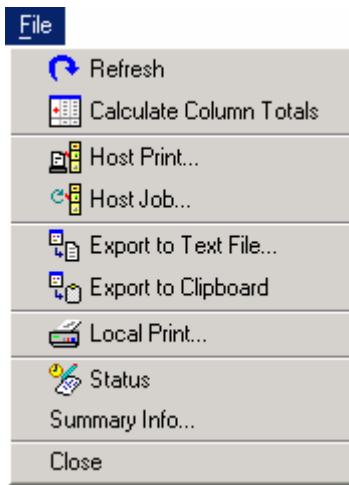 File
Refresh
Calculate Column Totals
Host Print...
Host Job...
Export to Text File...
Export to Clipboard
Local Print...
Status
Summary Info...
Close